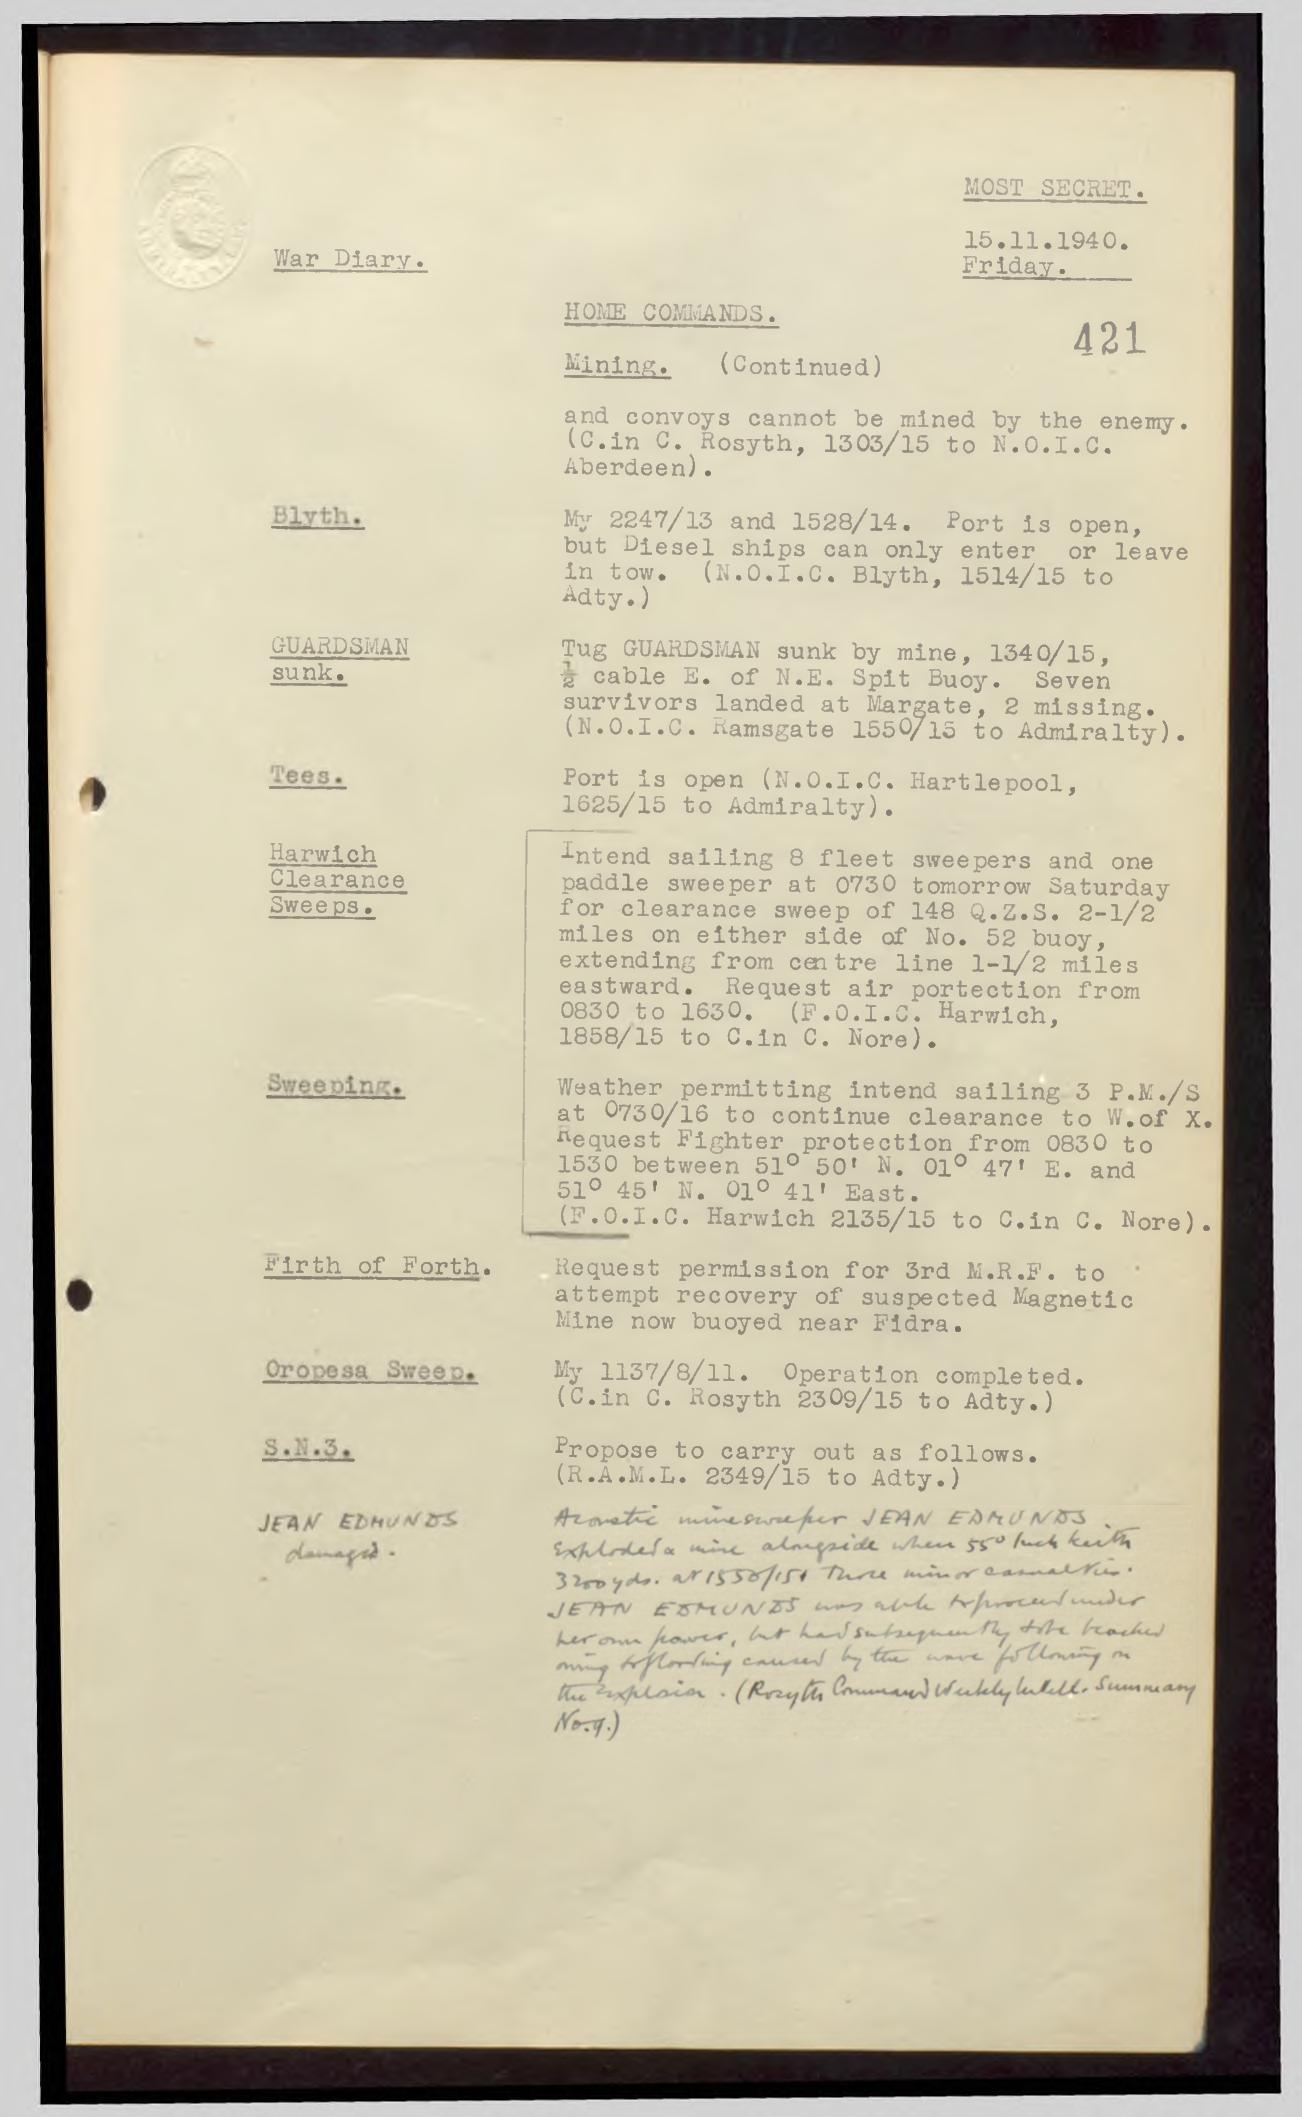 MOST SECRET.
15.11.1940.
Friday.
War Diary.
HOME COMMANDS.
421
Mining. (Continued)
and convoys cannot be mined by the enemy.
(C.in C. Rosyth, 1303/15 to N.O.I.C.
Aberdeen).
Blyth.
My 2247/13 and 1528/14. Port is open,
but Diesel ships can only enter or leave
in tow. (N.O.I.C. Blyth, 1514/15 to
Adty.)
GUARDSMAN
sunk.
Tug GUARDSMAN sunk by mine, 1340/15,
½ cable E. of N.E. Spit Buoy. Seven
survivors landed at Margate, 2 missing.
(N.O.I.C. Ramsgate 1550/15 to Admiralty).
Tees.
Port is open (N.O.I.C. Hartlepool,
1625/15 to Admiralty).
Harwich
Clearance
Sweeps.
Intend sailing 8 fleet sweepers and one
paddle sweeper at 0730 tomorrow Saturday
for clearance sweep of 148 Q.Z.S. 2-1/2
miles on either side of No. 52 buoy,
extending from centre line 1-1/2 miles
eastward. Request air portection from
0830 to 1630. (F.O.I.C. Harwich,
1858/15 to C.in C. Nore).
Sweeping.
Weather permitting intend sailing 3 P.M./S
at 0730/16 to continue clearance to W.of X.
Request Fighter protection from 0830 to
1530 between 51° 50' N. 01° 47' E. and
51° 45' N. 01° 41' East.
(F.O.I.C. Harwich 2135/15 to C.in C. Nore).
Firth of Forth.
Request permission for 3rd M.R.F. to
attempt recovery of suspected Magnetic
Mine now buoyed near Fidra.
Oropesa Sweep.
My 1137/8/11. Operation completed.
(C.in C. Rosyth 2309/15 to Adty.)
S.N.3.
Propose to carry out as follows.
(R.A.M.L. 2349/15 to Adty.)
JEAN EDMUNDS
damaged.
Acoustic minesweeper JEAN EDMUNDS
exploded a mine alongside when 55° Inch Keith
3200 yds. at 1550/15. Three minor casualties.
JEAN EDMUNDS was able to proceed under
her own power, but had subsequently to be beached
owing to flooding caused by the wave following on
the explosion. (Rosyth Command Weekly Intell. Summary
No.9.)